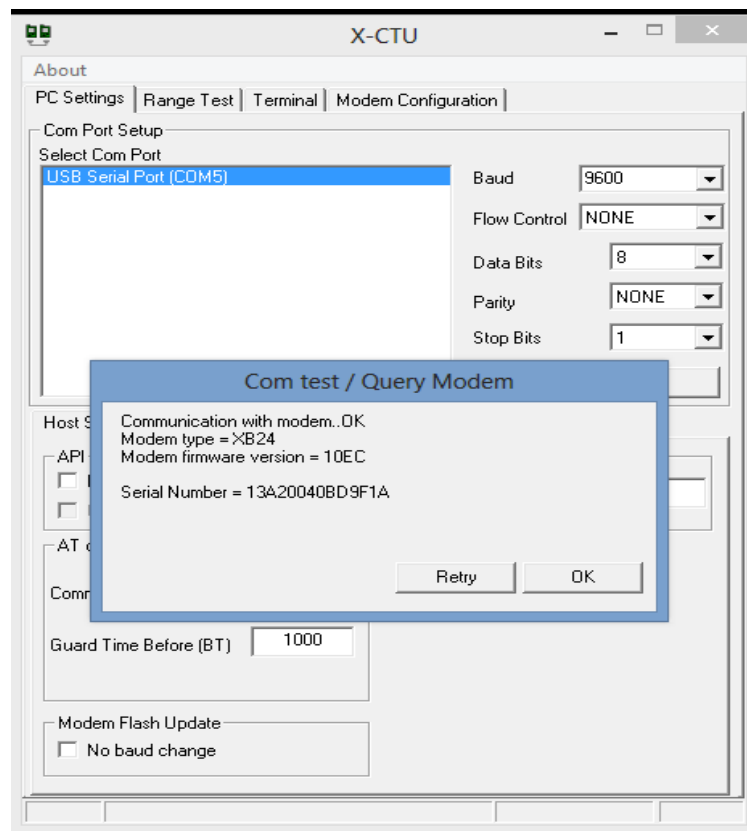 X-CTU
About
PC Settings Range Test Terminal Modem Configuration
Com Port Setup
Select Com Port
USB Serial Port (COM5)
Baud 9600
Flow Control NONE
Data Bits 8
Parity NONE
Stop Bits 1
Com test / Query Modem
Communication with modem..OK
Modem type = XB24
Modem firmware version = 10EC
Serial Number = 13A20040BD9F1A
Retry OK
Host
API
AT
Guard Time Before (BT) 1000
Modem Flash Update
No baud change